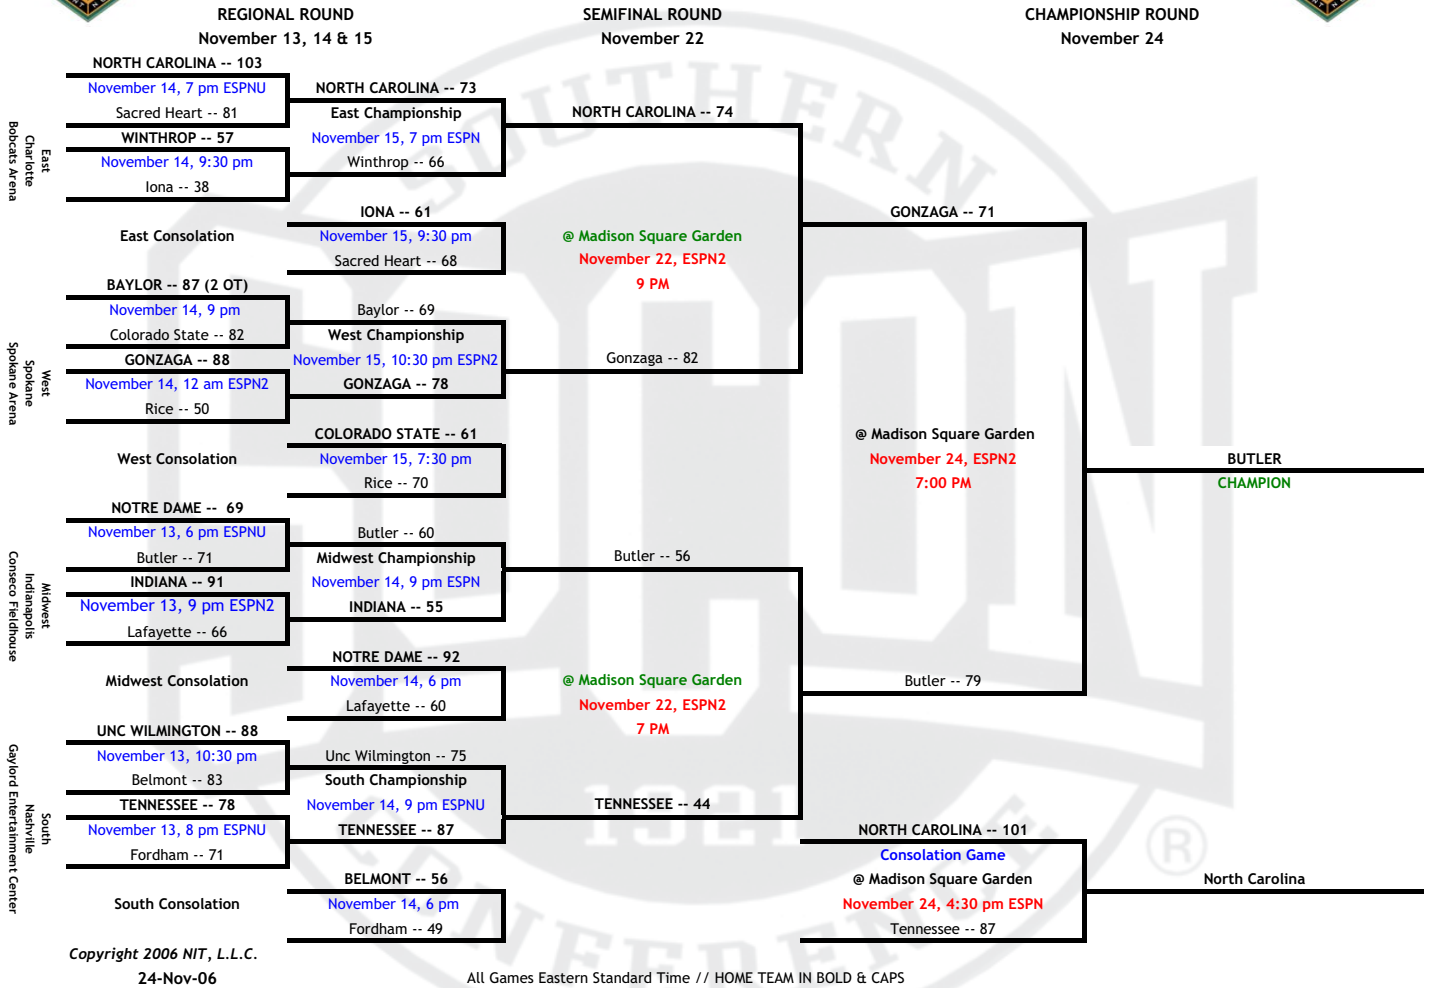 REGIONAL ROUND
November 13, 14 & 15
SEMIFINAL ROUND
November 22
CHAMPIONSHIP ROUND
November 24
East
Charlotte
Bobcats Arena
NORTH CAROLINA -- 103
November 14, 7 pm ESPNU
Sacred Heart -- 81
WINTHROP -- 57
November 14, 9:30 pm
Iona -- 38
East Consolation
West
Spokane
Spokane Arena
BAYLOR -- 87 (2 OT)
November 14, 9 pm
Colorado State -- 82
GONZAGA -- 88
November 14, 12 am ESPN2
Rice -- 50
West Consolation
Midwest
Indianapolis
Conseco Fieldhouse
NOTRE DAME -- 69
November 13, 6 pm ESPNU
Butler -- 71
INDIANA -- 91
November 13, 9 pm ESPN2
Lafayette -- 66
Midwest Consolation
South
Nashville
Gaylord Entertainment Center
UNC WILMINGTON -- 88
November 13, 10:30 pm
Belmont -- 83
TENNESSEE -- 78
November 13, 8 pm ESPNU
Fordham -- 71
South Consolation
NORTH CAROLINA -- 73
East Championship
November 15, 7 pm ESPN
Winthrop -- 66
IONA -- 61
November 15, 9:30 pm
Sacred Heart -- 68
Baylor -- 69
West Championship
November 15, 10:30 pm ESPN2
GONZAGA -- 78
COLORADO STATE -- 61
November 15, 7:30 pm
Rice -- 70
Butler -- 60
Midwest Championship
November 14, 9 pm ESPN
INDIANA -- 55
NOTRE DAME -- 92
November 14, 6 pm
Lafayette -- 60
Unc Wilmington -- 75
South Championship
November 14, 9 pm ESPNU
TENNESSEE -- 87
BELMONT -- 56
November 14, 6 pm
Fordham -- 49
NORTH CAROLINA -- 74
@ Madison Square Garden
November 22, ESPN2
9 PM
Gonzaga -- 82
Butler -- 56
@ Madison Square Garden
November 22, ESPN2
7 PM
TENNESSEE -- 44
GONZAGA -- 71
@ Madison Square Garden
November 24, ESPN2
7:00 PM
Butler -- 79
NORTH CAROLINA -- 101
Consolation Game
@ Madison Square Garden
November 24, 4:30 pm ESPN
Tennessee -- 87
BUTLER
CHAMPION
North Carolina
Copyright 2006 NIT, L.L.C.
24-Nov-06
All Games Eastern Standard Time // HOME TEAM IN BOLD & CAPS
SOUTHERN
SOCON
1921
CONFERENCE
®